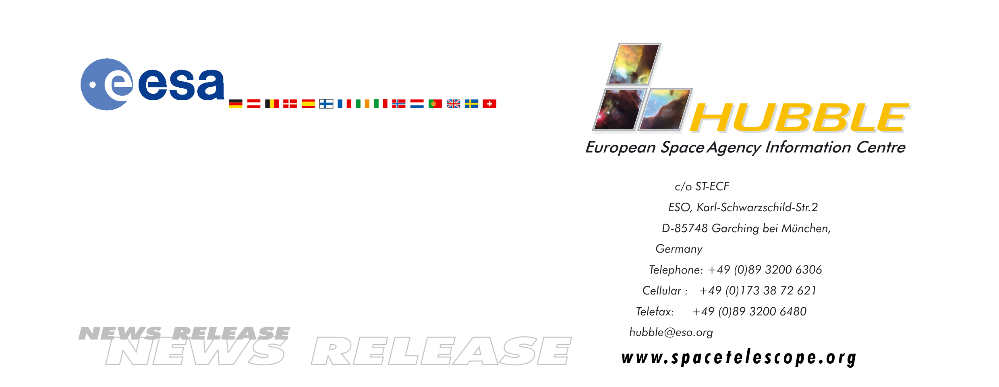 esa
HUBBLE
European Space Agency Information Centre
c/o ST-ECF
ESO, Karl-Schwarzschild-Str.2
D-85748 Garching bei München,
Germany
Telephone: +49 (0)89 3200 6306
Cellular : +49 (0)173 38 72 621
Telefax: +49 (0)89 3200 6480
hubble@eso.org
www.spacetelescope.org
NEWS RELEASE
NEWS RELEASE